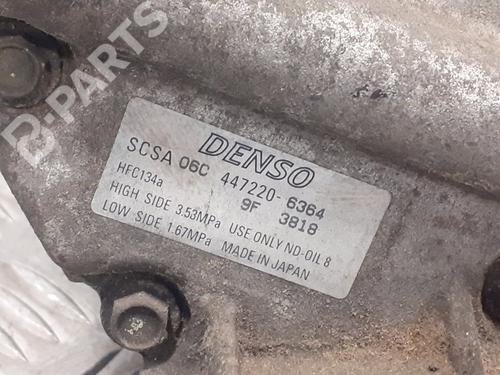 B-PARTS
DENSO
SCSA 06C 447220-6364
HFC134a 9F 3818
HIGH SIDE 3.53MPa USE ONLY ND-OIL 8
LOW SIDE 1.67MPa MADE IN JAPAN
B-PARTS